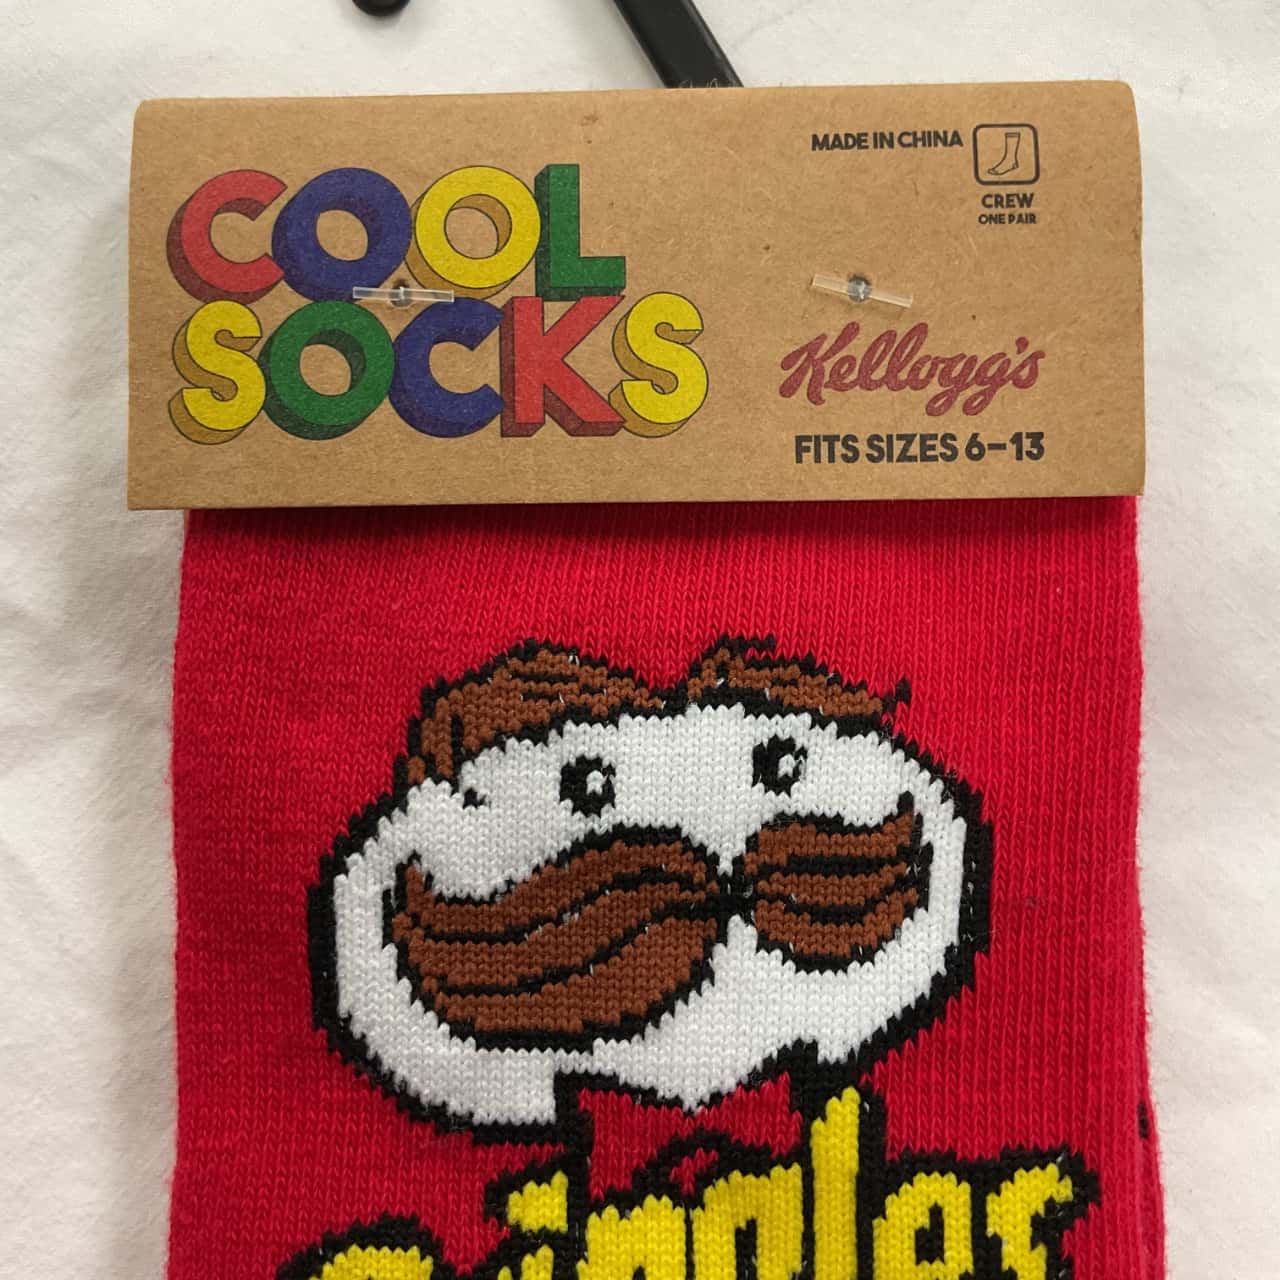 COOL
SOCKS
MADE IN CHINA
CREW
ONE PAIR
Kellogg's
FITS SIZES 6-13